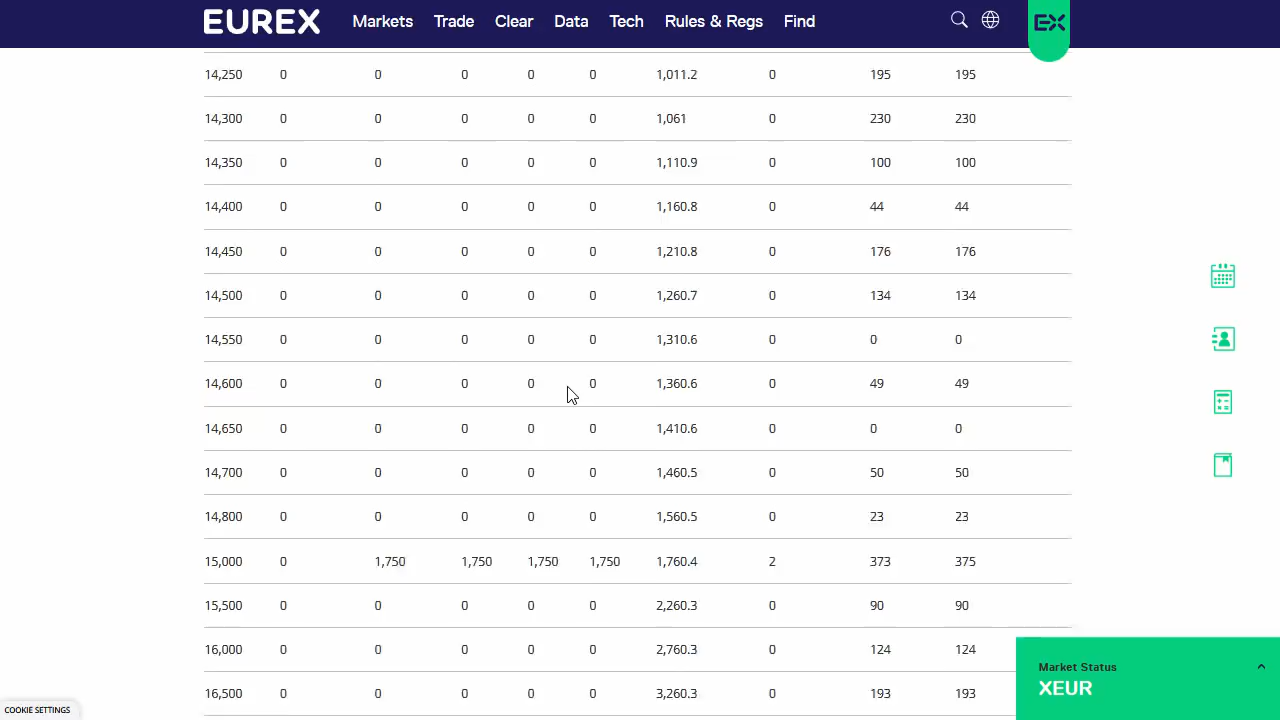 EUREX Markets Trade Clear Data Tech Rules & Regs Find EX
14,250 0 0 0 0 0 1,011.2 0 195 195
14,300 0 0 0 0 0 1,061 0 230 230
14,350 0 0 0 0 0 1,110.9 0 100 100
14,400 0 0 0 0 0 1,160.8 0 44 44
14,450 0 0 0 0 0 1,210.8 0 176 176
14,500 0 0 0 0 0 1,260.7 0 134 134
14,550 0 0 0 0 0 1,310.6 0 0 0
14,600 0 0 0 0 0 1,360.6 0 49 49
14,650 0 0 0 0 0 1,410.6 0 0 0
14,700 0 0 0 0 0 1,460.5 0 50 50
14,800 0 0 0 0 0 1,560.5 0 23 23
15,000 0 1,750 1,750 1,750 1,750 1,760.4 2 373 375
15,500 0 0 0 0 0 2,260.3 0 90 90
16,000 0 0 0 0 0 2,760.3 0 124 124
16,500 0 0 0 0 0 3,260.3 0 193 193
Market Status
XEUR
COOKIE SETTINGS